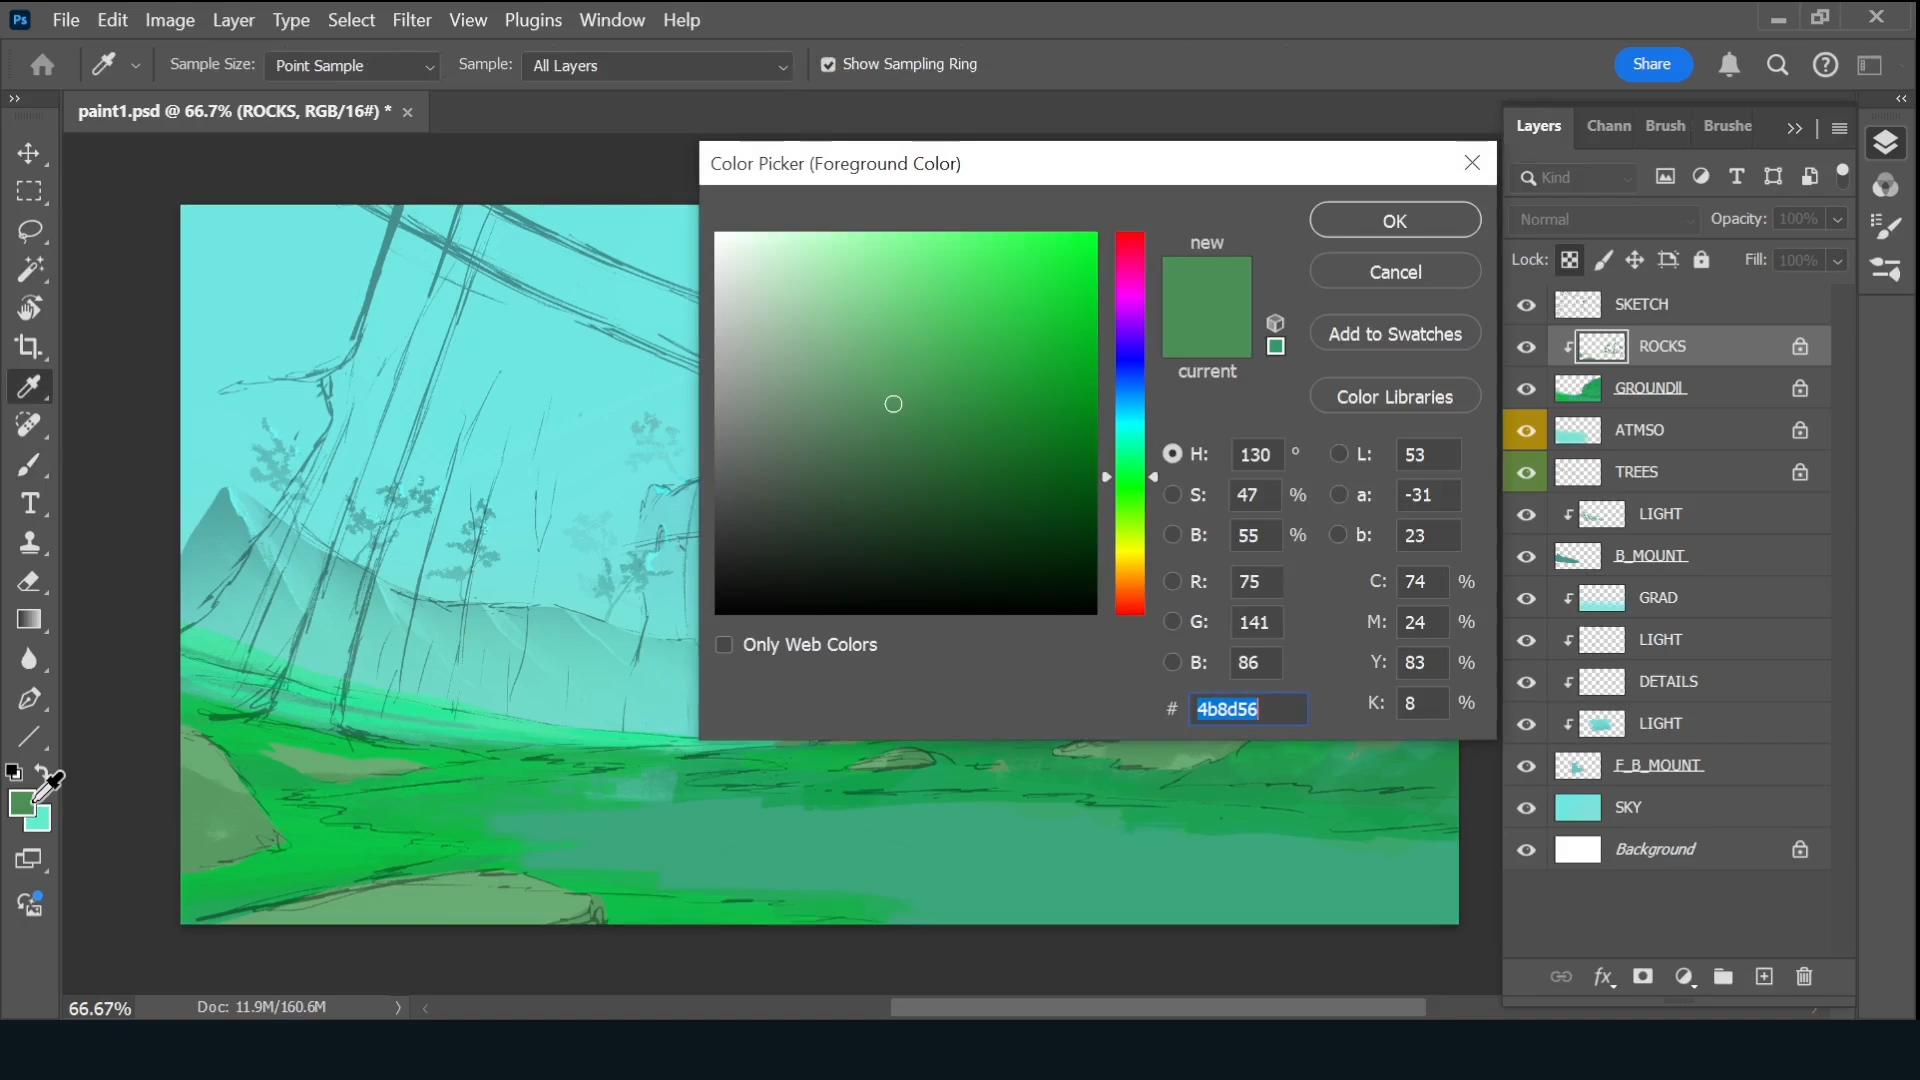 Ps File Edit Image Layer Type Select Filter View Plugins Window Help
Sample Size: Point Sample Sample: All Layers Show Sampling Ring Share
paint1.psd @ 66.7% (ROCKS, RGB/16#) *
Color Picker (Foreground Color)
new
current
OK
Cancel
Add to Swatches
Color Libraries
H: 130 ° L: 53
S: 47 % a: -31
B: 55 % b: 23
R: 75 C: 74 %
G: 141 M: 24 %
B: 86 Y: 83 %
# 4b8d56 K: 8 %
Only Web Colors
Layers Chann Brush Brushe
Kind
Normal Opacity: 100%
Lock: Fill: 100%
SKETCH
ROCKS
GROUNDII
ATMSO
TREES
LIGHT
B_MOUNT
GRAD
LIGHT
DETAILS
LIGHT
F_B_MOUNT
SKY
Background
fx
66.67% Doc: 11.9M/160.6M